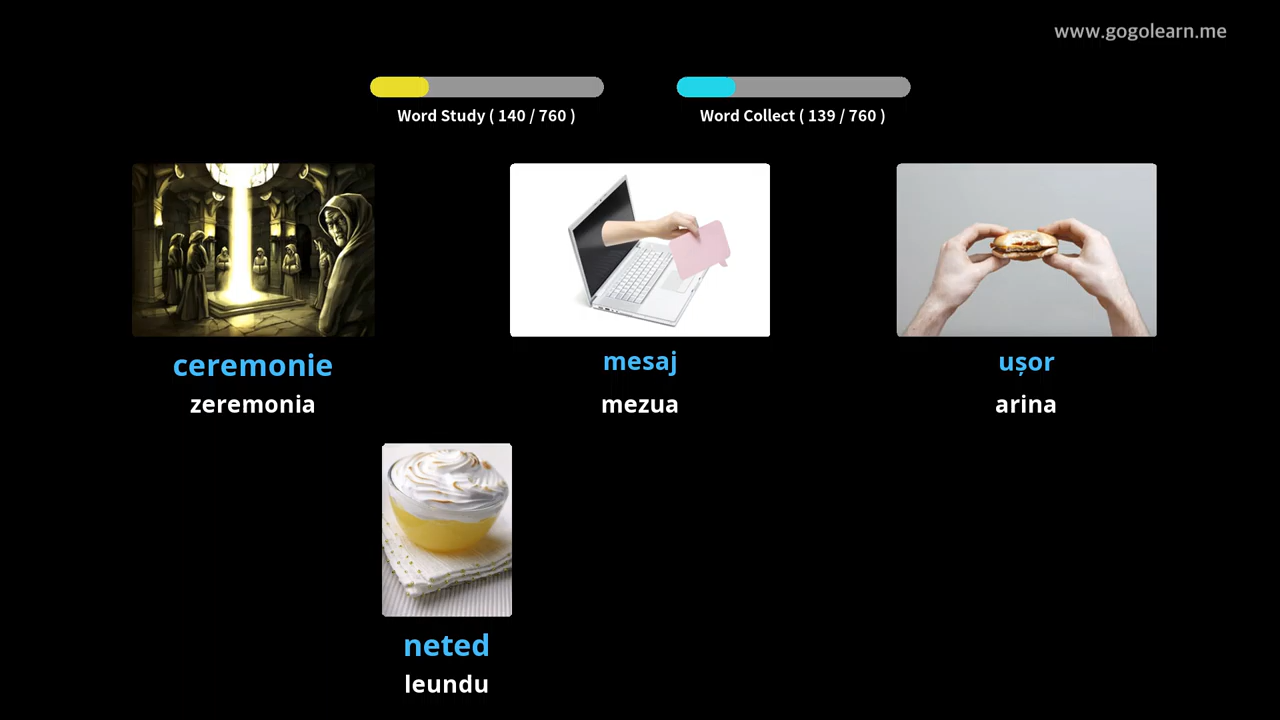 www.gogolearn.me
Word Study ( 140 / 760 )
Word Collect ( 139 / 760 )
ceremonie
zeremonia
mesaj
mezua
ușor
arina
neted
leundu